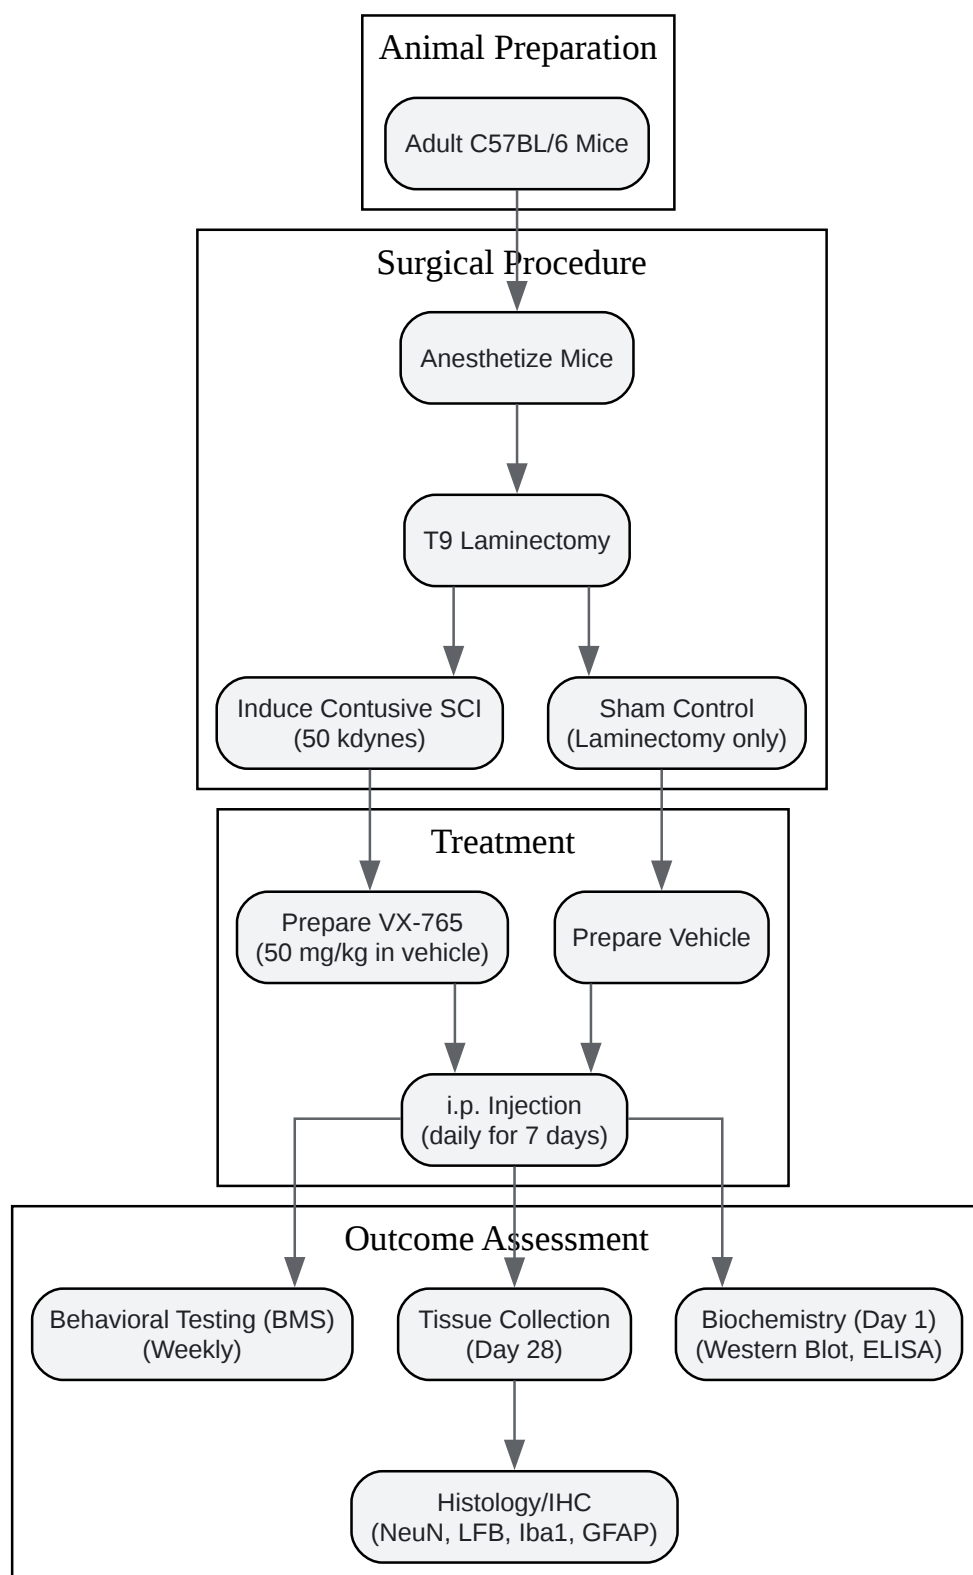 Animal Preparation
Adult C57BL/6 Mice
Surgical Procedure
Anesthetize Mice
T9 Laminectomy
Induce Contusive SCI
(50 kdynes)
Sham Control
(Laminectomy only)
Treatment
Prepare VX-765
(50 mg/kg in vehicle)
Prepare Vehicle
i.p. Injection
(daily for 7 days)
Outcome Assessment
Behavioral Testing (BMS)
(Weekly)
Tissue Collection
(Day 28)
Biochemistry (Day 1)
(Western Blot, ELISA)
Histology/IHC
(NeuN, LFB, Iba1, GFAP)